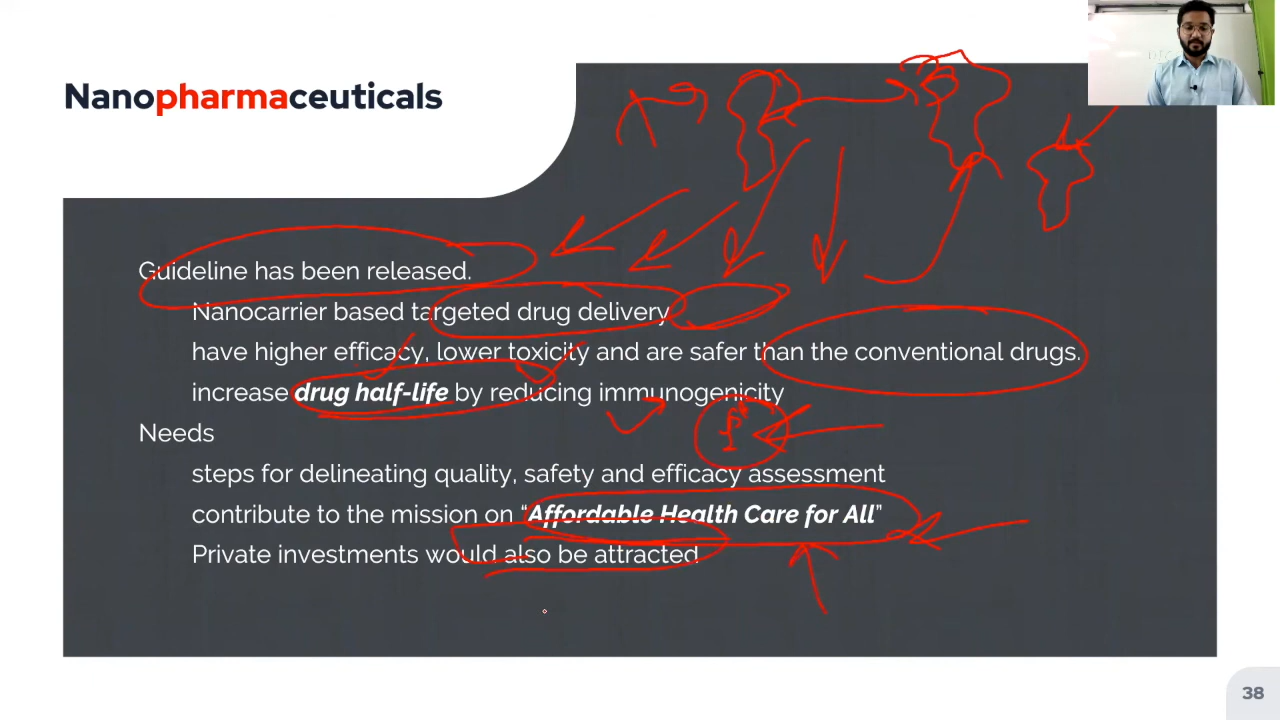 Nanopharmaceuticals
Guideline has been released.
Nanocarrier based targeted drug delivery
have higher efficacy, lower toxicity and are safer than the conventional drugs.
increase drug half-life by reducing immunogenicity
Needs
steps for delineating quality, safety and efficacy assessment
contribute to the mission on “Affordable Health Care for All”
Private investments would also be attracted
38